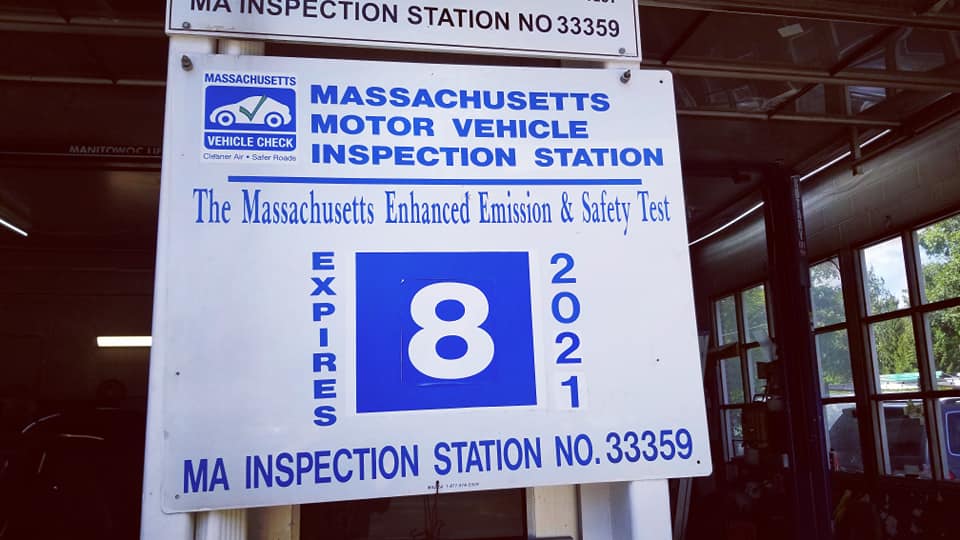 MA INSPECTION STATION NO 33359
MASSACHUSETTS
VEHICLE CHECK
Cleaner Air • Safer Roads
MASSACHUSETTS
MOTOR VEHICLE
INSPECTION STATION
The Massachusetts Enhanced Emission & Safety Test
EXPIRES
8
2021
MA INSPECTION STATION NO. 33359
MANITOWOC